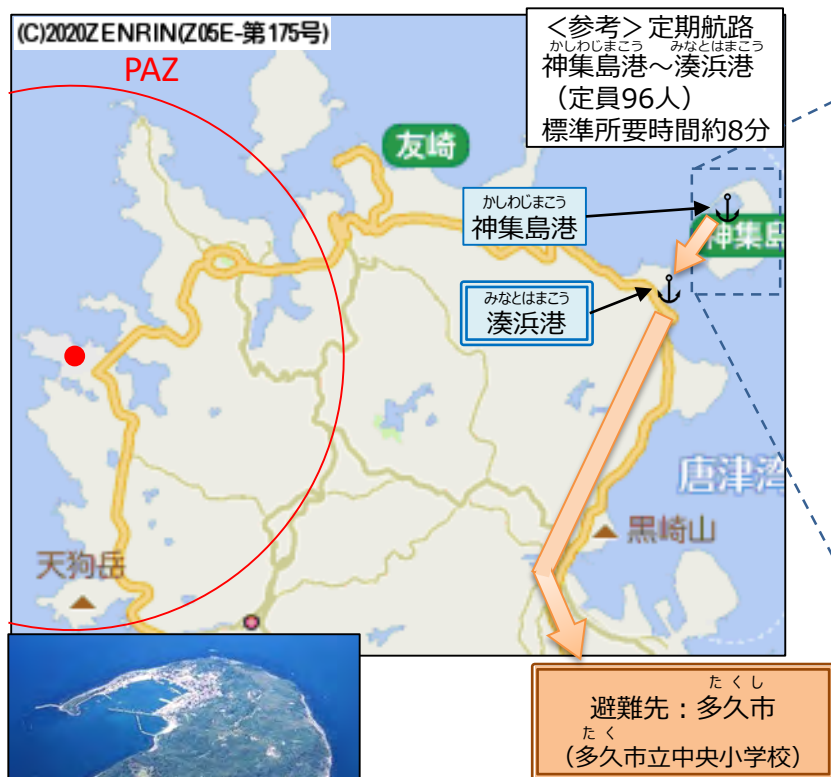 (C)2020ZENRIN(Z05E-第175号)
PAZ
＜参考＞定期航路
かしわじまこう みなとはまこう
神集島港～湊浜港
（定員96人）
標準所要時間約8分
友崎
かしわじまこう
神集島港
神集島
みなとはまこう
湊浜港
唐津湾
黒崎山
天狗岳
たくし
避難先：多久市
たく
（多久市立中央小学校）